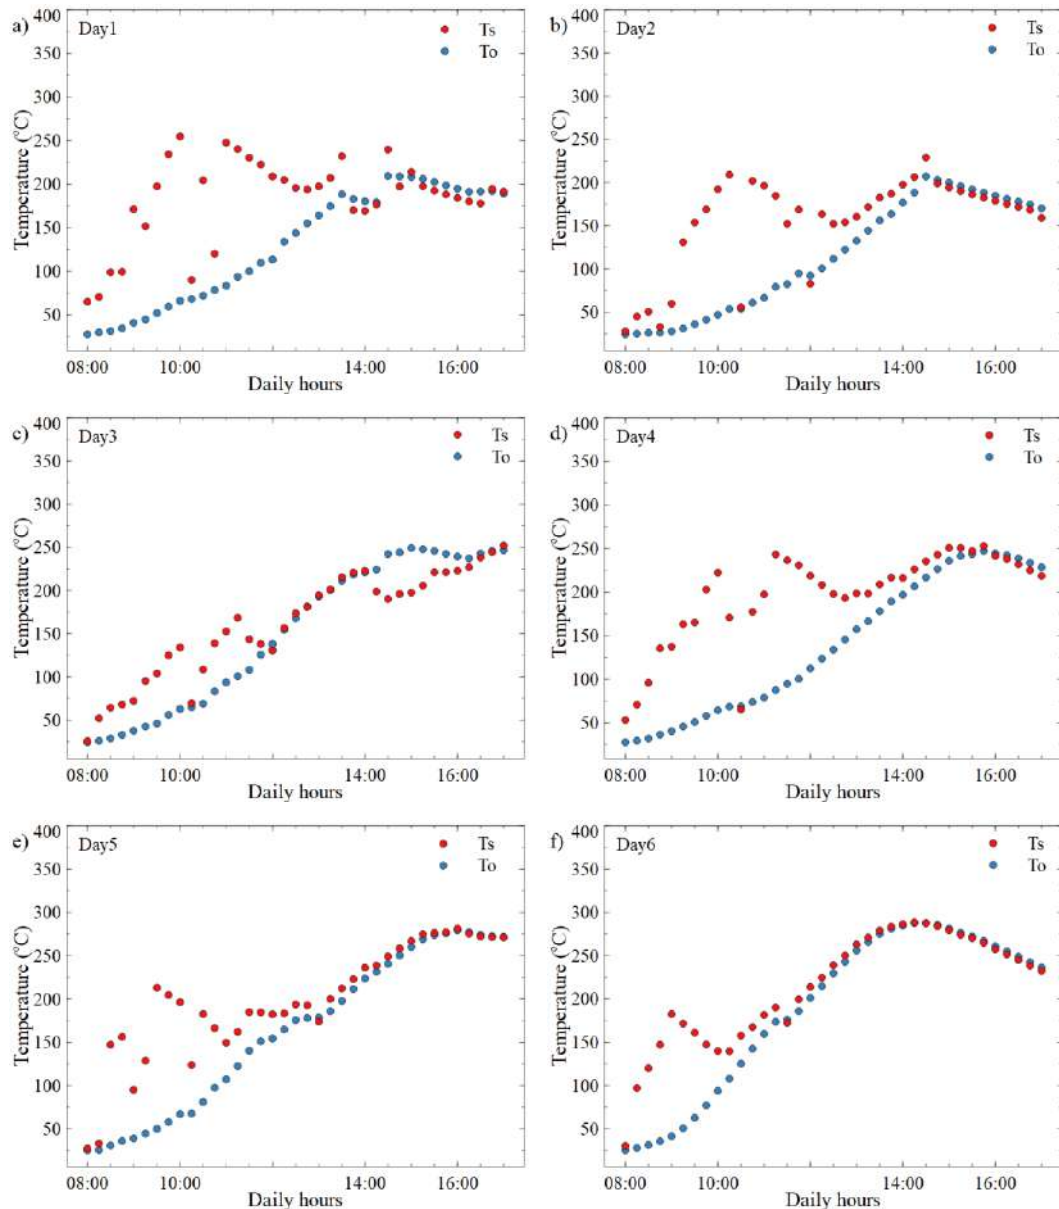 a) Day1 Ts
To
400
350
300
250
200
150
100
50
Temperature (°C)
08:00 10:00 14:00 16:00
Daily hours
b) Day2 Ts
To
400
350
300
250
200
150
100
50
Temperature (°C)
08:00 10:00 14:00 16:00
Daily hours
c) Day3 Ts
To
400
350
300
250
200
150
100
50
Temperature (°C)
08:00 10:00 14:00 16:00
Daily hours
d) Day4 Ts
To
400
350
300
250
200
150
100
50
Temperature (°C)
08:00 10:00 14:00 16:00
Daily hours
e) Day5 Ts
To
400
350
300
250
200
150
100
50
Temperature (°C)
08:00 10:00 14:00 16:00
Daily hours
f) Day6 Ts
To
400
350
300
250
200
150
100
50
Temperature (°C)
08:00 10:00 14:00 16:00
Daily hours